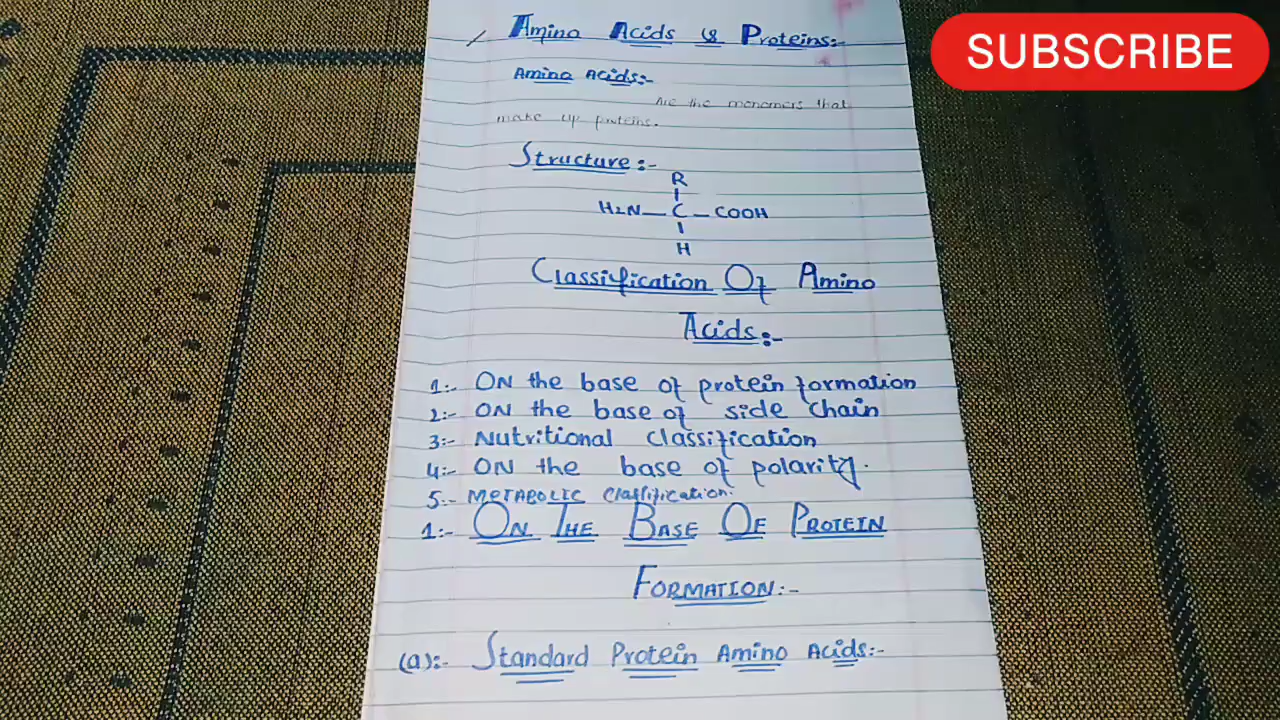 Amino Acids & Proteins:-
SUBSCRIBE
Amino Acids:-
Are the monomers that
make up proteins.
Structure:-
R
H2N - C - COOH
H
Classification Of Amino
Acids:-
1:- ON the base of protein formation
2:- ON the base of side chain
3:- Nutritional classification
4:- ON the base of polarity.
5:- METABOLIC Classification.
1:- ON THE BASE OF PROTEIN
FORMATION:-
(a):- Standard Protein Amino Acids:-